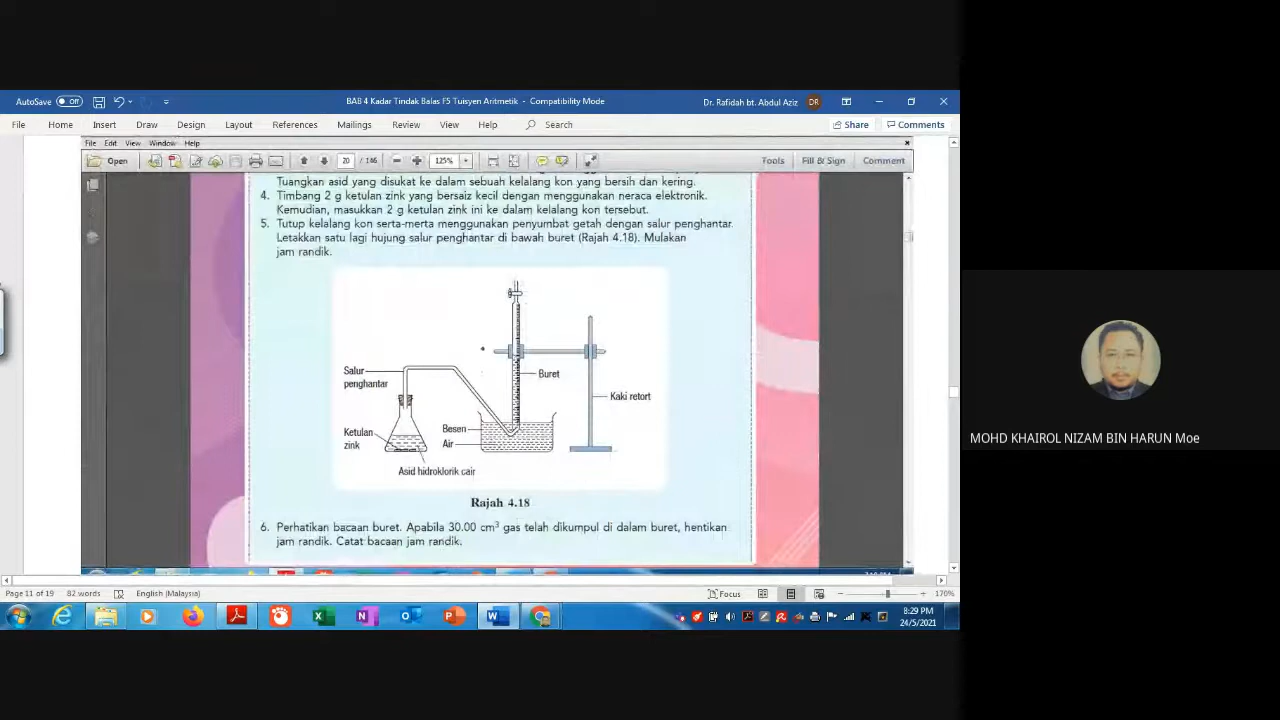 AutoSave Off
BAB 4 Kadar Tindak Balas F5 Tuisyen Aritmetik - Compatibility Mode
Dr. Rafidah bt. Abdul Aziz DR
File Home Insert Draw Design Layout References Mailings Review View Help Search
Share Comments
File Edit View Window Help
Open 20 / 146 125% Tools Fill & Sign Comment
Tuangkan asid yang disukat ke dalam sebuah kelalang kon yang bersih dan kering.
4. Timbang 2 g ketulan zink yang bersaiz kecil dengan menggunakan neraca elektronik.
Kemudian, masukkan 2 g ketulan zink ini ke dalam kelalang kon tersebut.
5. Tutup kelalang kon serta-merta menggunakan penyumbat getah dengan salur penghantar.
Letakkan satu lagi hujung salur penghantar di bawah buret (Rajah 4.18). Mulakan
jam randik.
Salur
penghantar
Buret
Kaki retort
Ketulan
zink
Besen
Air
Asid hidroklorik cair
Rajah 4.18
6. Perhatikan bacaan buret. Apabila 30.00 cm³ gas telah dikumpul di dalam buret, hentikan
jam randik. Catat bacaan jam randik.
Page 11 of 19 82 words English (Malaysia) Focus 170%
8:29 PM
24/5/2021
MOHD KHAIROL NIZAM BIN HARUN Moe